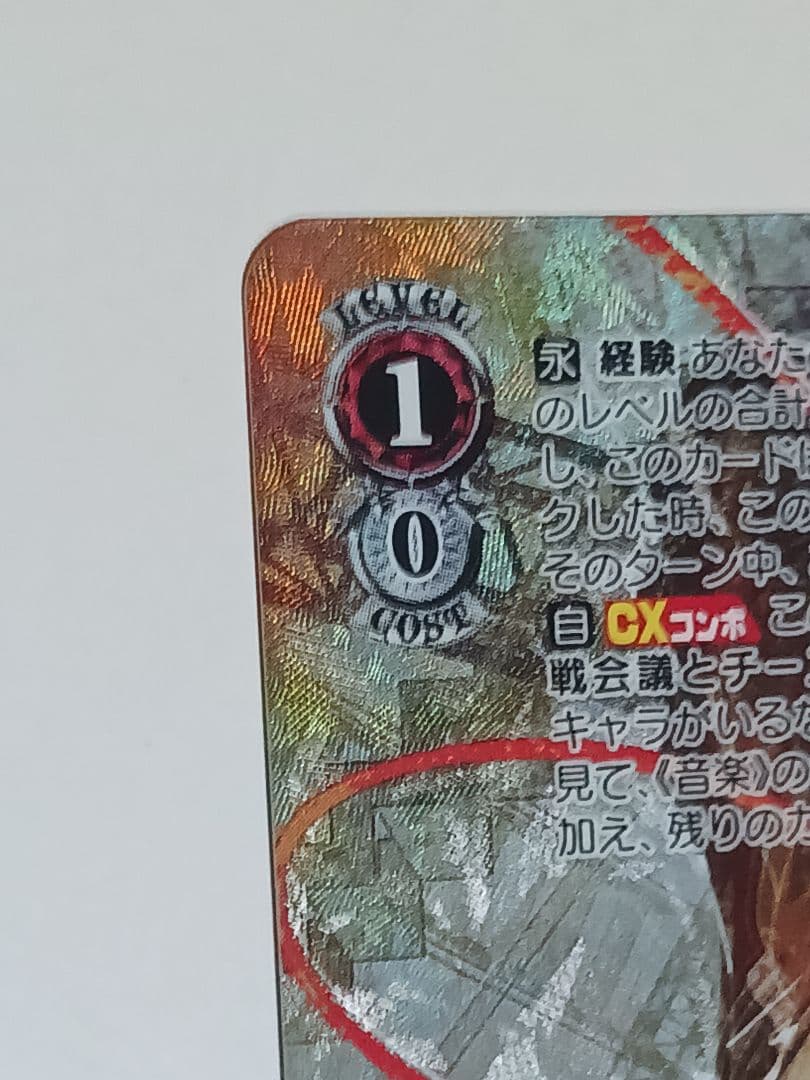 LEVEL
1
0
COST
永 経験 あなた
のレベルの合計
し、このカード
クした時、この
そのターン中、
自 CXコンボ こ
戦会議とチー
キャラがいるな
見て、《音楽》の
加え、残りのカ